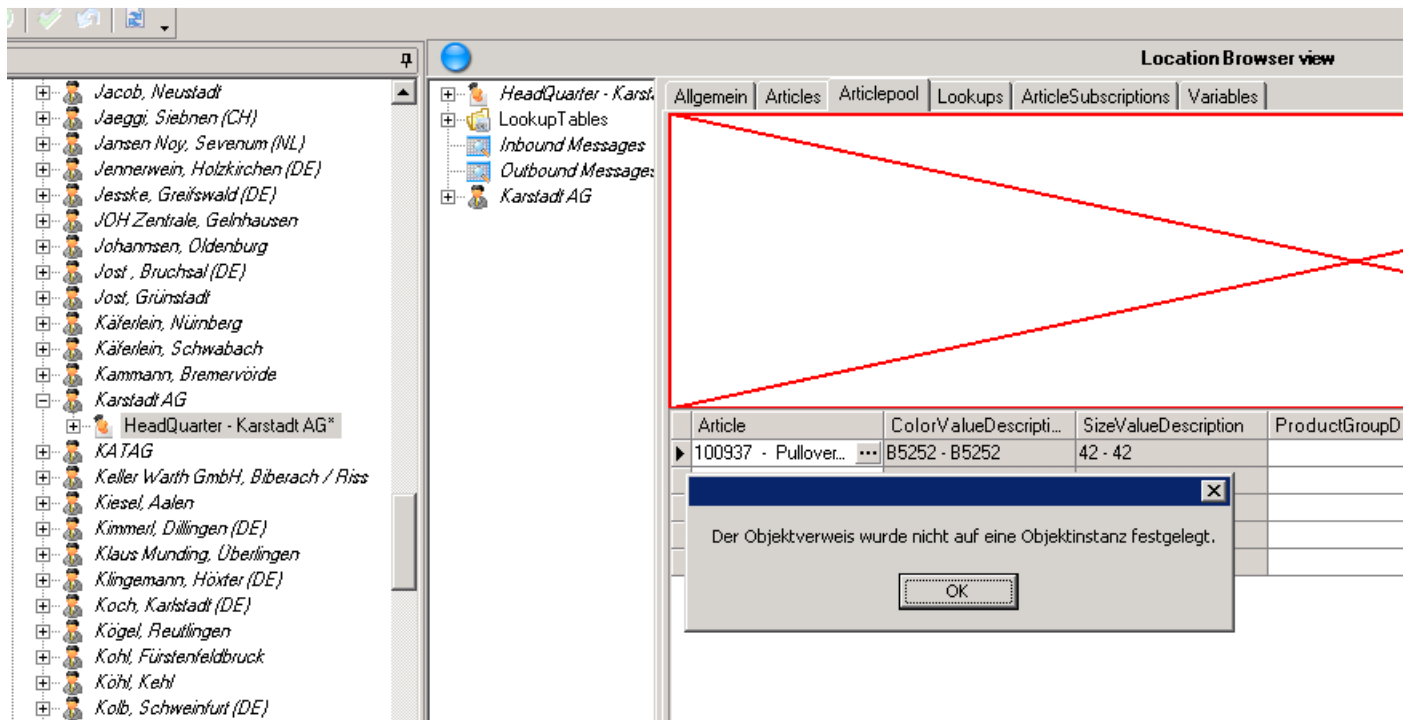 Location Browser view
Jacob, Neustadt
Jaeggi, Siebnen (CH)
Jansen Noy, Sevenum (NL)
Jennerwein, Holzkirchen (DE)
Jesske, Greifswald (DE)
JOH Zentrale, Gelnhausen
Johannsen, Oldenburg
Jost , Bruchsal (DE)
Jost, Grünstadt
Käferlein, Nürnberg
Käferlein, Schwabach
Kammann, Bremervörde
Karstadt AG
HeadQuarter - Karstadt AG*
KATAG
Keller Warth GmbH, Biberach / Riss
Kiesel, Aalen
Kimmerl, Dillingen (DE)
Klaus Munding, Überlingen
Klingemann, Höxter (DE)
Koch, Karlstadt (DE)
Kögel, Reutlingen
Kohl, Fürstenfeldbruck
Köhl, Kehl
Kolb, Schweinfurt (DE)
HeadQuarter - Karsta
LookupTables
Inbound Messages
Outbound Messages
Karstadt AG
Allgemein Articles Articlepool Lookups ArticleSubscriptions Variables
Article ColorValueDescripti... SizeValueDescription ProductGroupD
100937 - Pullover... ... B5252 - B5252 42 - 42
Der Objektverweis wurde nicht auf eine Objektinstanz festgelegt.
OK